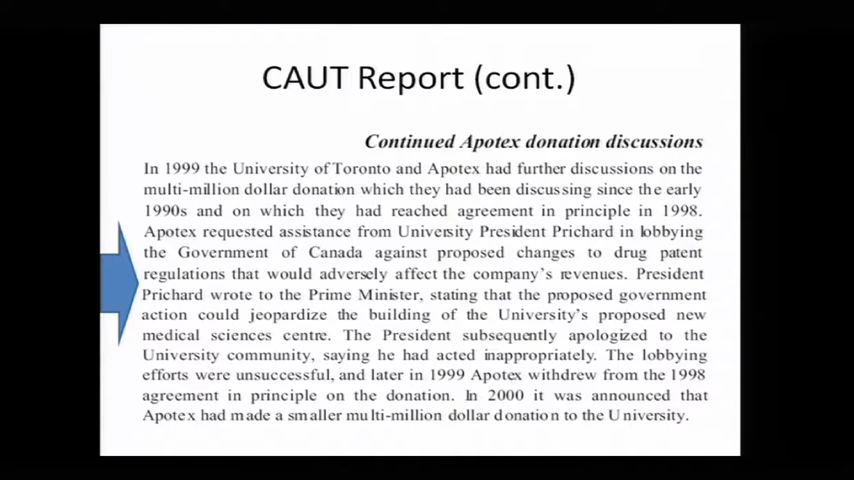 CAUT Report (cont.)
Continued Apotex donation discussions
In 1999 the University of Toronto and Apotex had further discussions on the
multi-million dollar donation which they had been discussing since the early
1990s and on which they had reached agreement in principle in 1998.
Apotex requested assistance from University President Prichard in lobbying
the Government of Canada against proposed changes to drug patent
regulations that would adversely affect the company's revenues. President
Prichard wrote to the Prime Minister, stating that the proposed government
action could jeopardize the building of the University's proposed new
medical sciences centre. The President subsequently apologized to the
University community, saying he had acted inappropriately. The lobbying
efforts were unsuccessful, and later in 1999 Apotex withdrew from the 1998
agreement in principle on the donation. In 2000 it was announced that
Apotex had made a smaller multi-million dollar donation to the University.